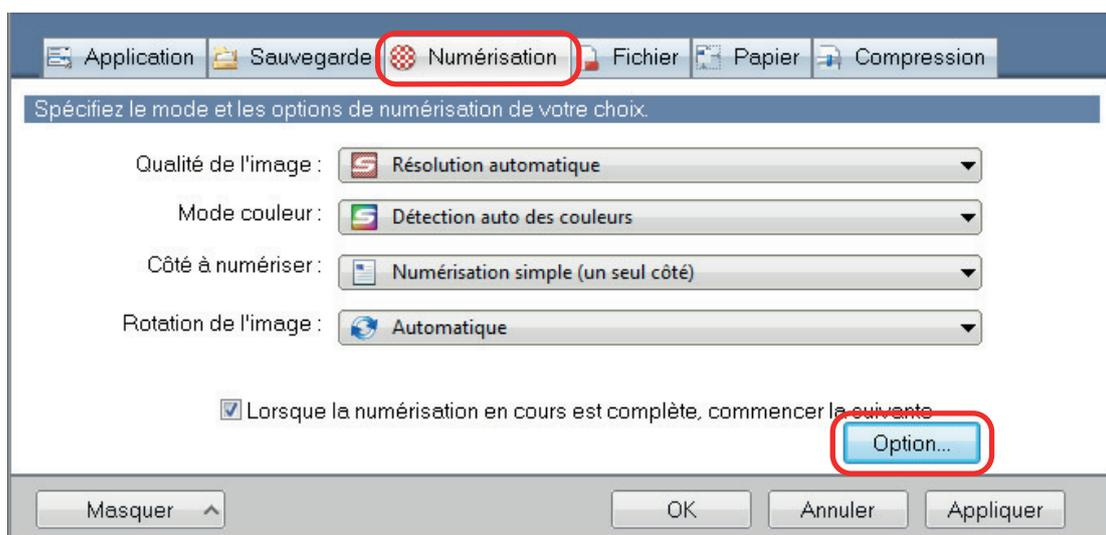 Application Sauvegarde Numérisation Fichier Papier Compression
Spécifiez le mode et les options de numérisation de votre choix.
Qualité de l'image : Résolution automatique
Mode couleur : Détection auto des couleurs
Côté à numériser : Numérisation simple (un seul côté)
Rotation de l'image : Automatique
Lorsque la numérisation en cours est complète, commencer la suivante
Option...
Masquer OK Annuler Appliquer